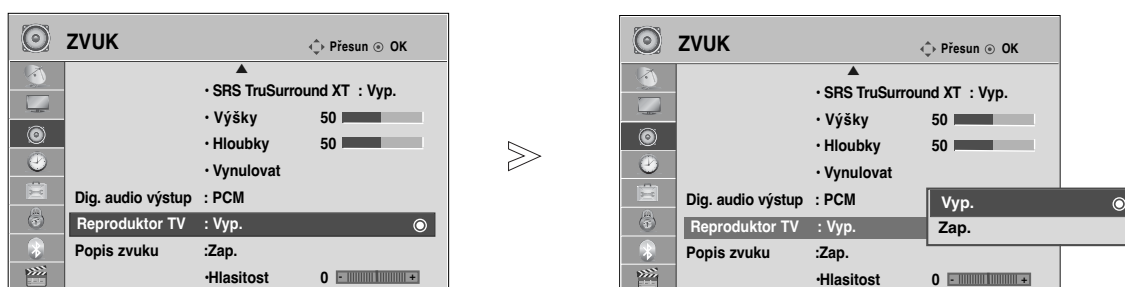 ZVUK
Přesun ⊙ OK
• SRS TruSurround XT : Vyp.
• Výšky 50
• Hloubky 50
• Vynulovat
Dig. audio výstup : PCM
Reproduktor TV : Vyp.
Popis zvuku :Zap.
•Hlasitost 0 - +
>
ZVUK
Přesun ⊙ OK
• SRS TruSurround XT : Vyp.
• Výšky 50
• Hloubky 50
• Vynulovat
Dig. audio výstup : PCM
Reproduktor TV : Vyp.
Popis zvuku :Zap.
•Hlasitost 0 - +
Vyp.
Zap.